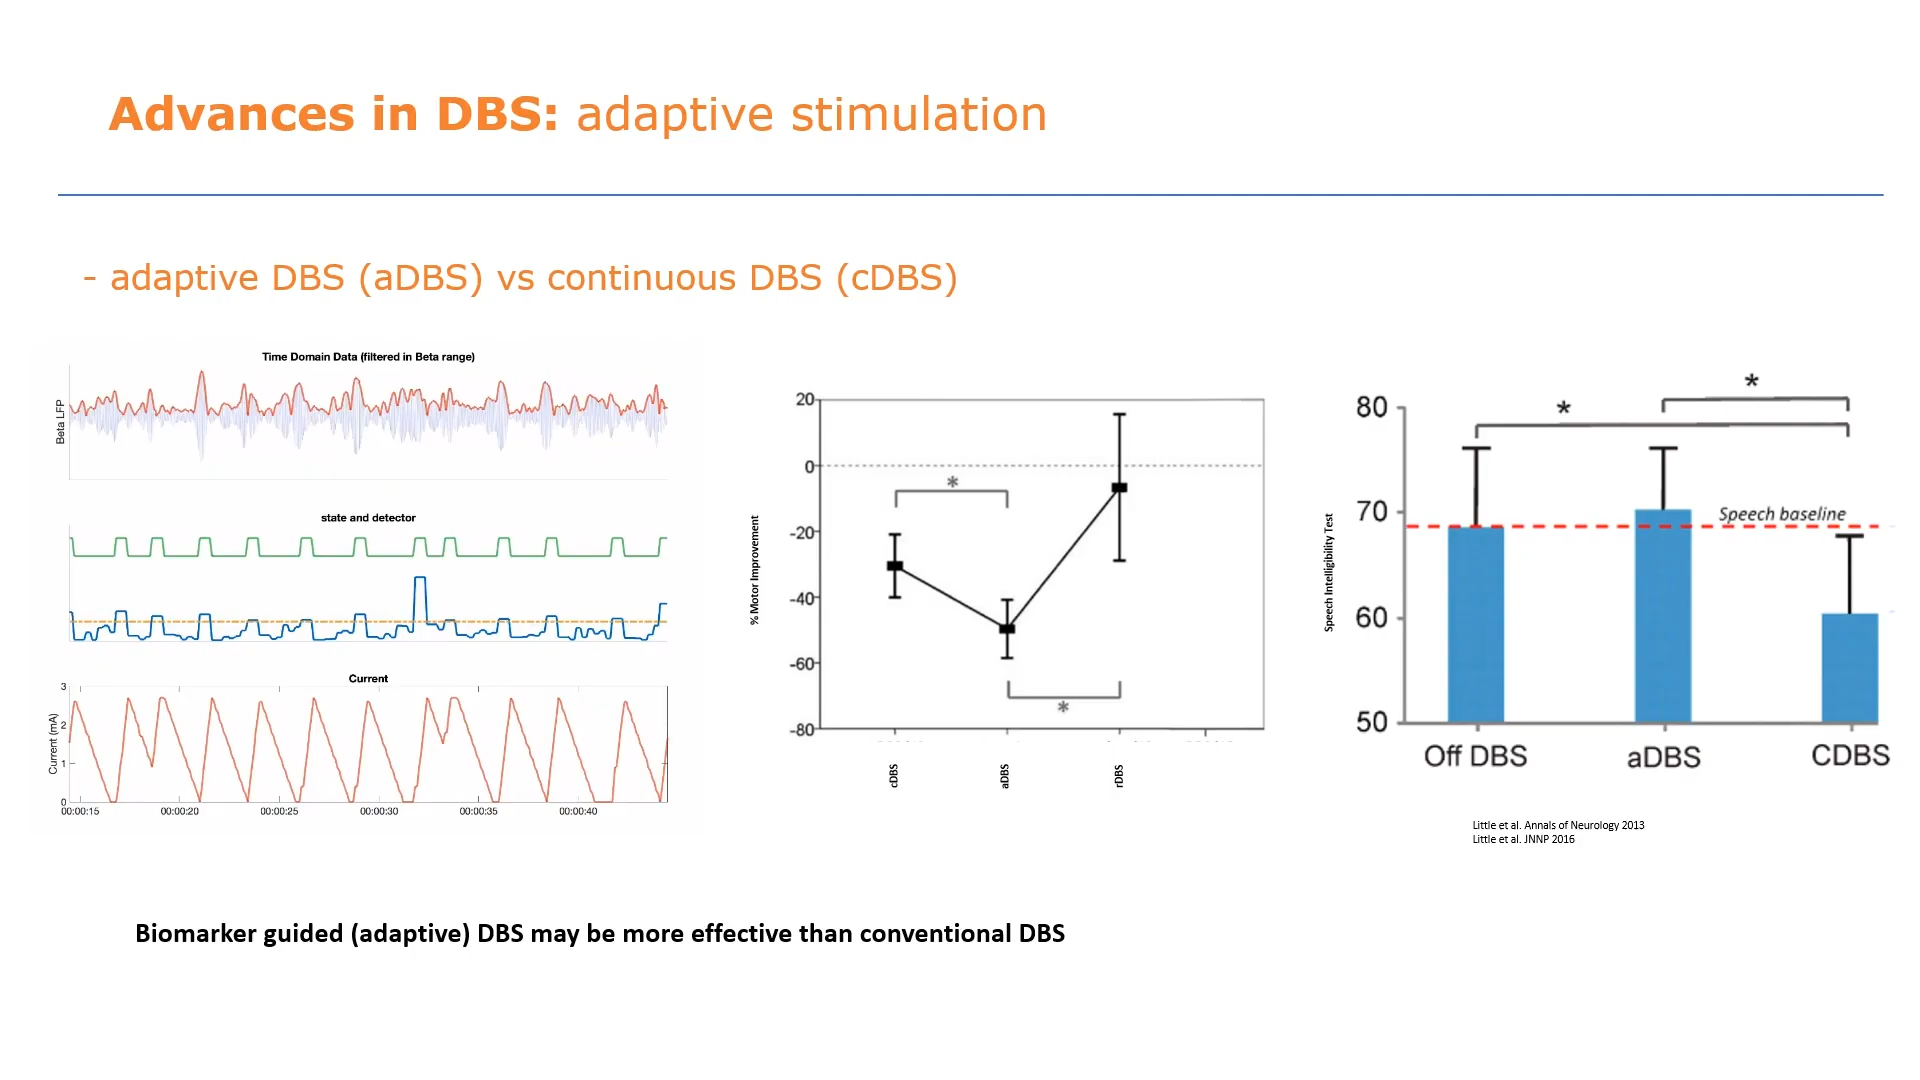 Advances in DBS: adaptive stimulation
- adaptive DBS (aDBS) vs continuous DBS (cDBS)
Time Domain Data (filtered in Beta range)
Beta LFP
state and detector
Current
Current (mA)
3
2
1
0
00:00:15 00:00:20 00:00:25 00:00:30 00:00:35 00:00:40
% Motor Improvement
20
0
-20
-40
-60
-80
*
*
cDBS aDBS rDBS
Speech Intelligibility Test
80
70
60
50
*
*
Speech baseline
Off DBS aDBS CDBS
Little et al. Annals of Neurology 2013
Little et al. JNNP 2016
Biomarker guided (adaptive) DBS may be more effective than conventional DBS